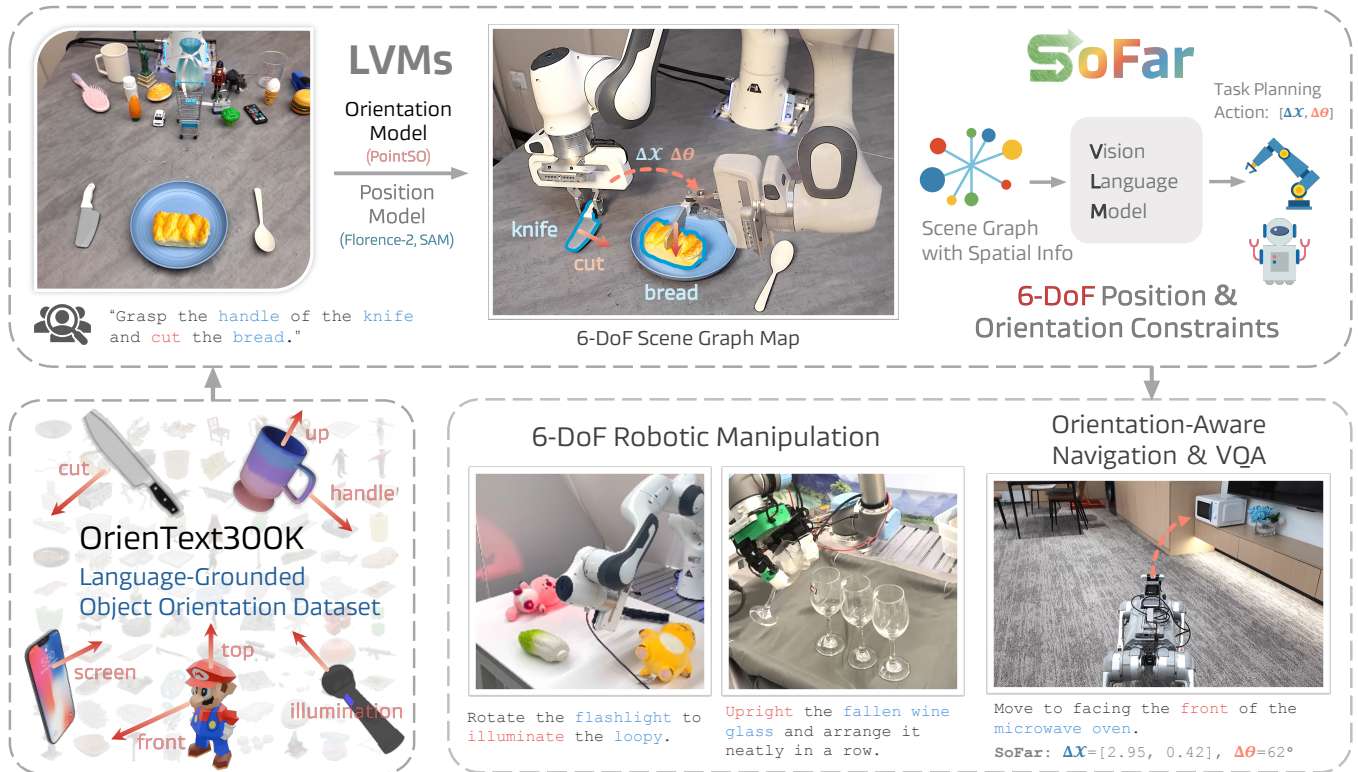 LVMs
Orientation
Model
(PointSO)
Position
Model
(Florence-2, SAM)
"Grasp the handle of the knife
and cut the bread."
ΔX Δθ
knife
cut
bread
6-DoF Scene Graph Map
SoFar
Task Planning
Action: [ΔX, Δθ]
Vision
Language
Model
Scene Graph
with Spatial Info
6-DoF Position &
Orientation Constraints
cut
up
handle
OrienText300K
Language-Grounded
Object Orientation Dataset
screen
top
front
illumination
6-DoF Robotic Manipulation
Rotate the flashlight to
illuminate the loopy.
Upright the fallen wine
glass and arrange it
neatly in a row.
Orientation-Aware
Navigation & VQA
Move to facing the front of the
microwave oven.
SoFar: ΔX=[2.95, 0.42], Δθ=62°